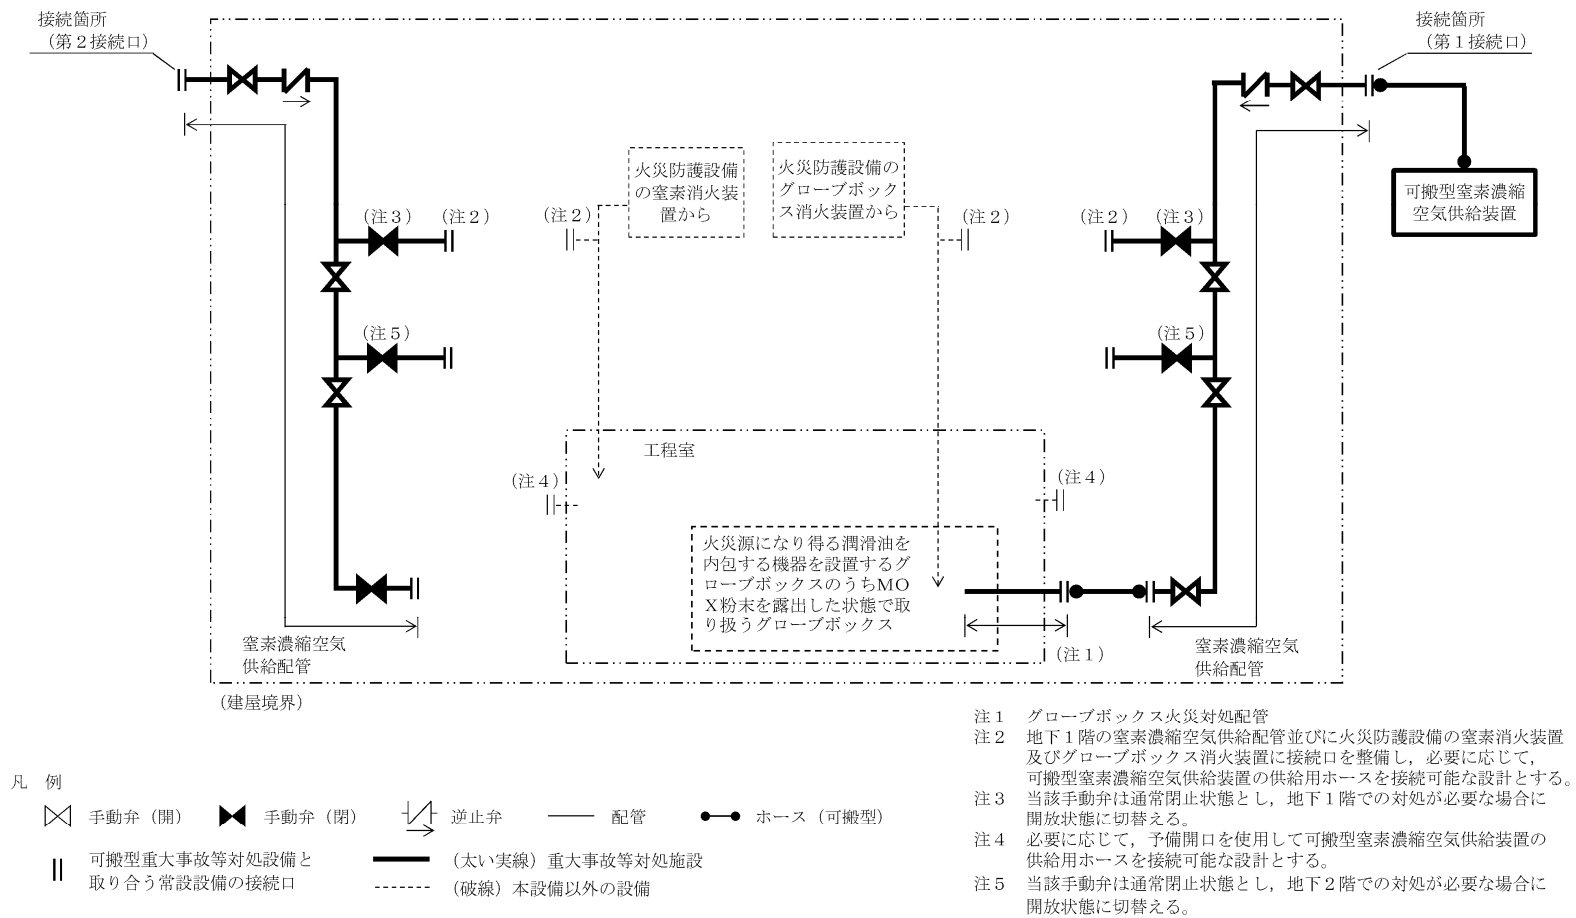 接続箇所
（第２接続口）
接続箇所
（第１接続口）
火災防護設備
の窒素消火装
置から
火災防護設備の
グローブボック
ス消火装置から
可搬型窒素濃縮
空気供給装置
（注３）
（注２）
（注２）
（注２）
（注２）
（注３）
（注５）
（注５）
工程室
（注４）
（注４）
火災源になり得る潤滑油を
内包する機器を設置するグ
ローブボックスのうちＭＯ
Ｘ粉末を露出した状態で取
り扱うグローブボックス
（注１）
窒素濃縮空気
供給配管
窒素濃縮空気
供給配管
（建屋境界）
注１　グローブボックス火災対処配管
注２　地下１階の窒素濃縮空気供給配管並びに火災防護設備の窒素消火装置
及びグローブボックス消火装置に接続口を整備し，必要に応じて，
可搬型窒素濃縮空気供給装置の供給用ホースを接続可能な設計とする。
注３　当該手動弁は通常閉止状態とし，地下１階での対処が必要な場合に
開放状態に切替える。
注４　必要に応じて，予備開口を使用して可搬型窒素濃縮空気供給装置の
供給用ホースを接続可能な設計とする。
注５　当該手動弁は通常閉止状態とし，地下２階での対処が必要な場合に
開放状態に切替える。
凡　例
手動弁（開）
手動弁（閉）
逆止弁
配管
ホース（可搬型）
可搬型重大事故等対処設備と
取り合う常設設備の接続口
（太い実線）重大事故等対処施設
（破線）本設備以外の設備